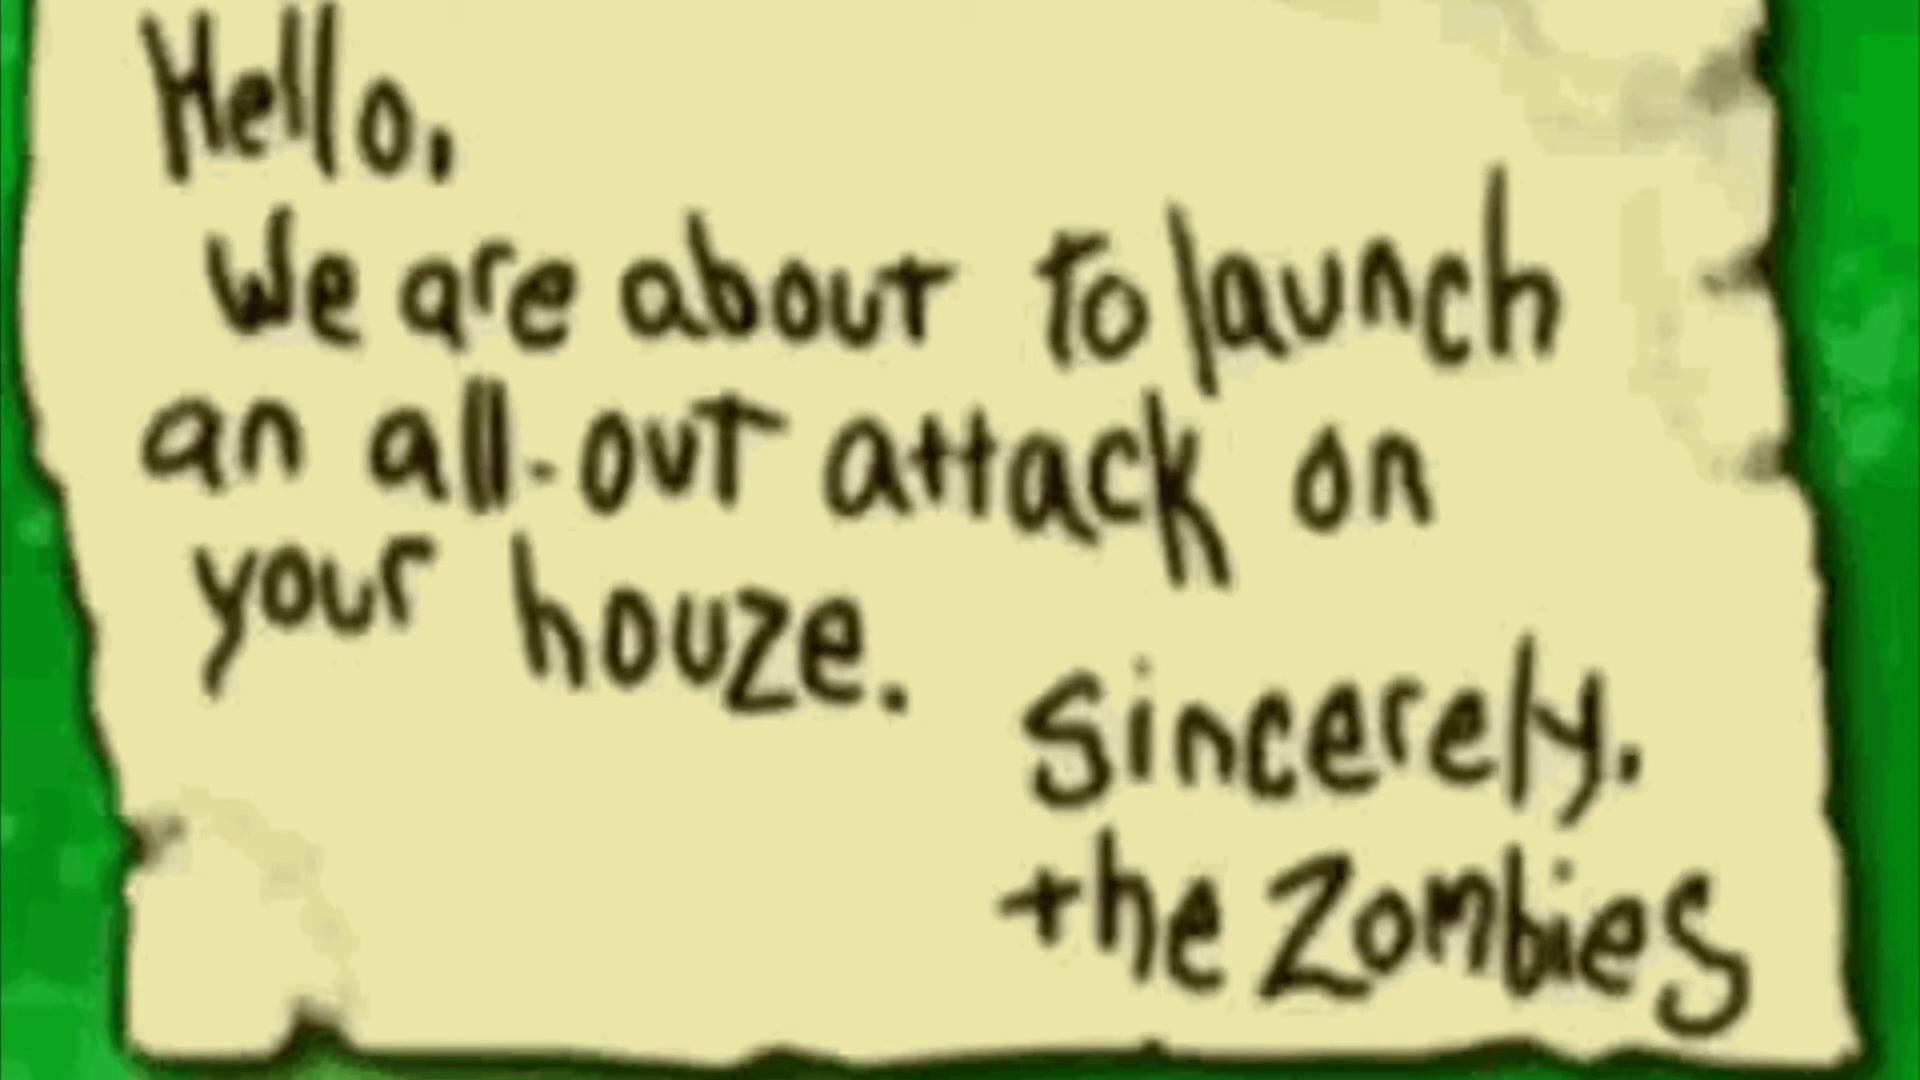 Hello,
We are about to launch
an all-out attack on
your houze.
Sincerely,
the Zombies